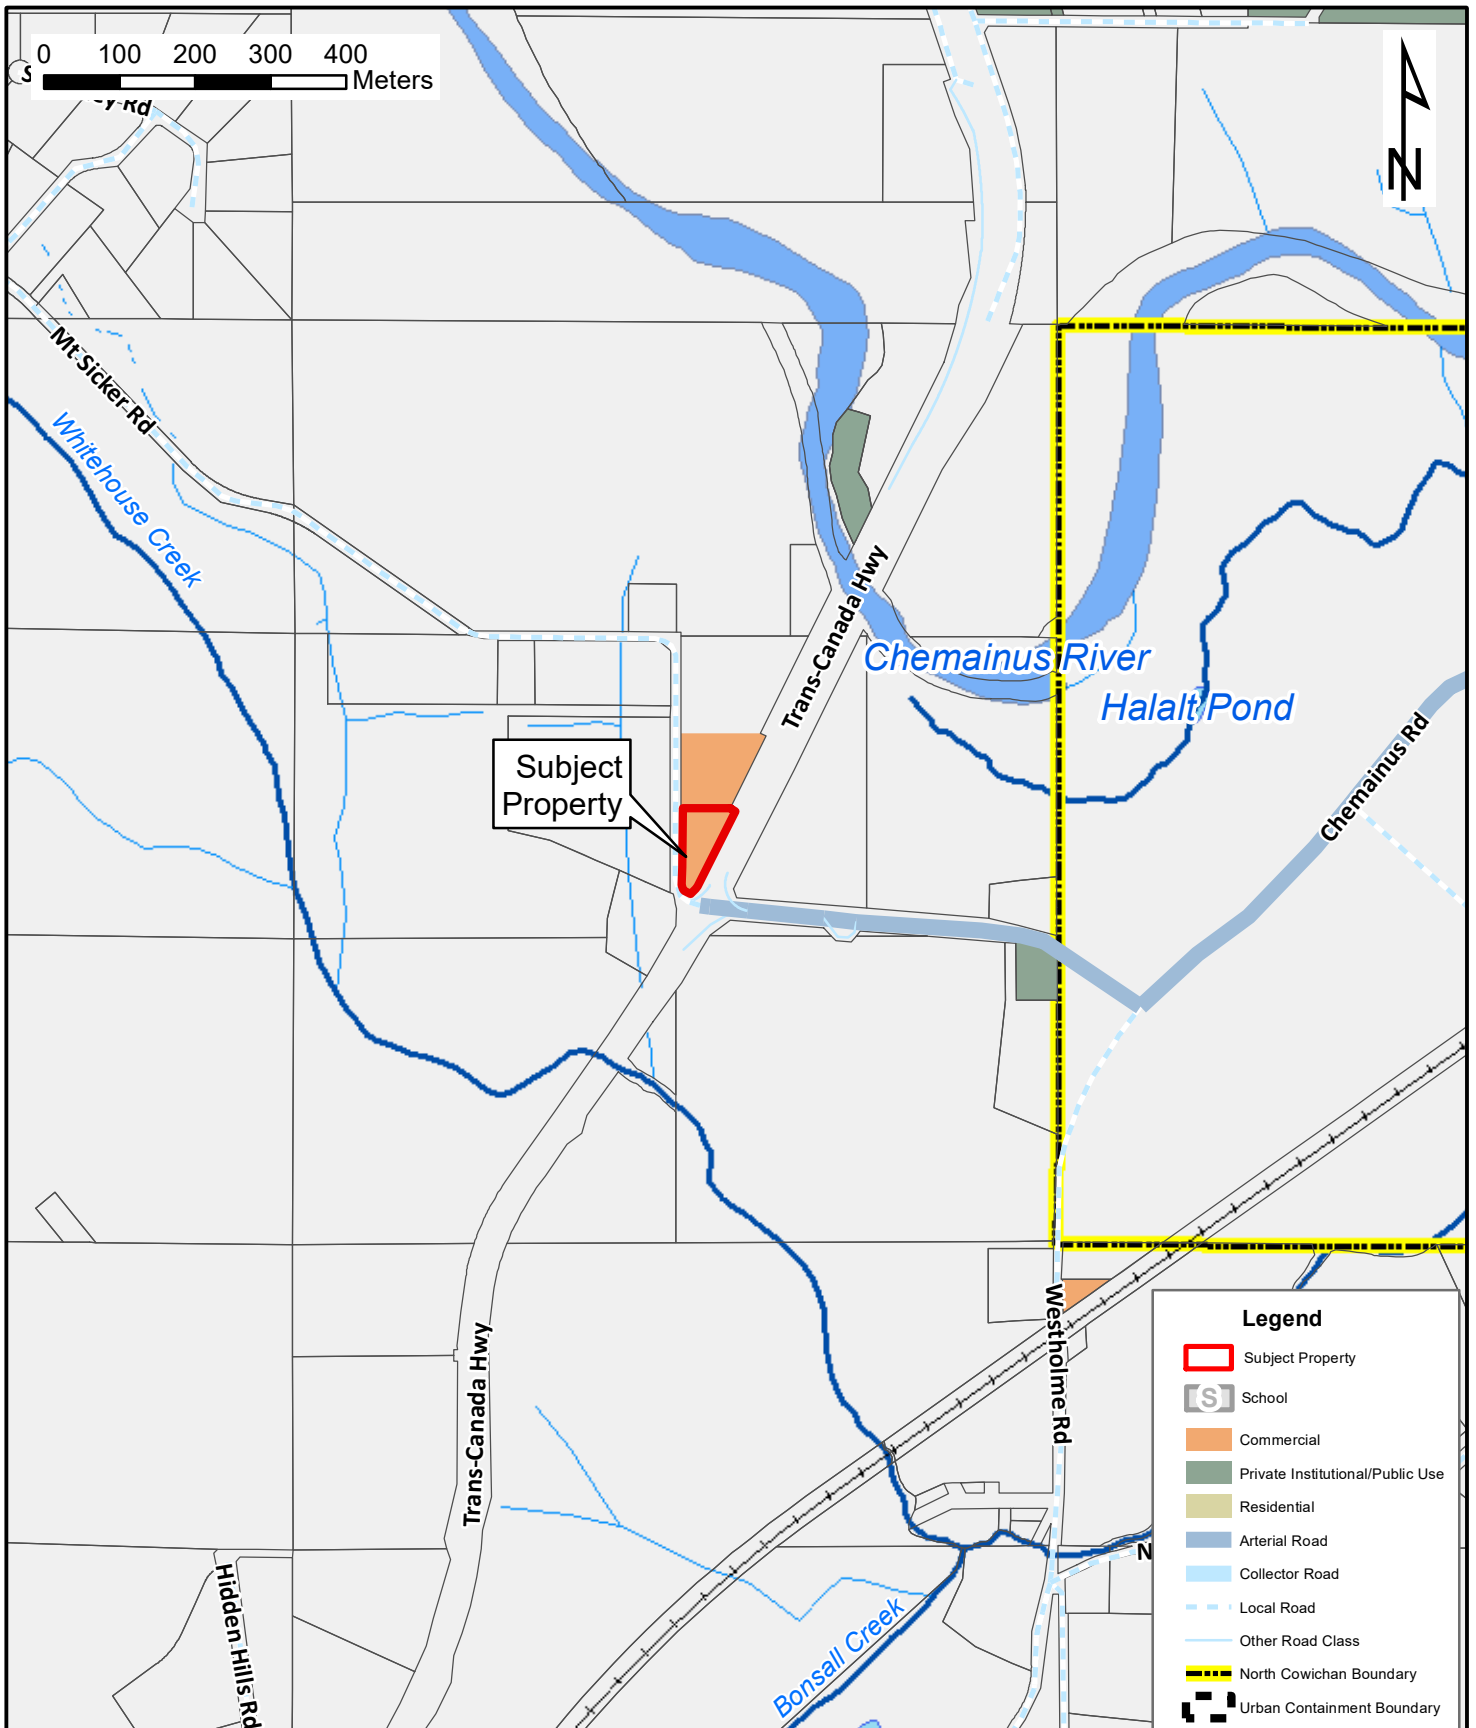 0 100 200 300 400
Meters
S
ey Rd
N
Mt Sicker Rd
Whitehouse Creek
Trans-Canada Hwy
Chemainus River
Halalt Pond
Subject
Property
Chemainus Rd
Trans-Canada Hwy
Westholme Rd
Hidden Hills Rd
Bonsall Creek
N
Legend
Subject Property
S School
Commercial
Private Institutional/Public Use
Residential
Arterial Road
Collector Road
Local Road
Other Road Class
North Cowichan Boundary
Urban Containment Boundary